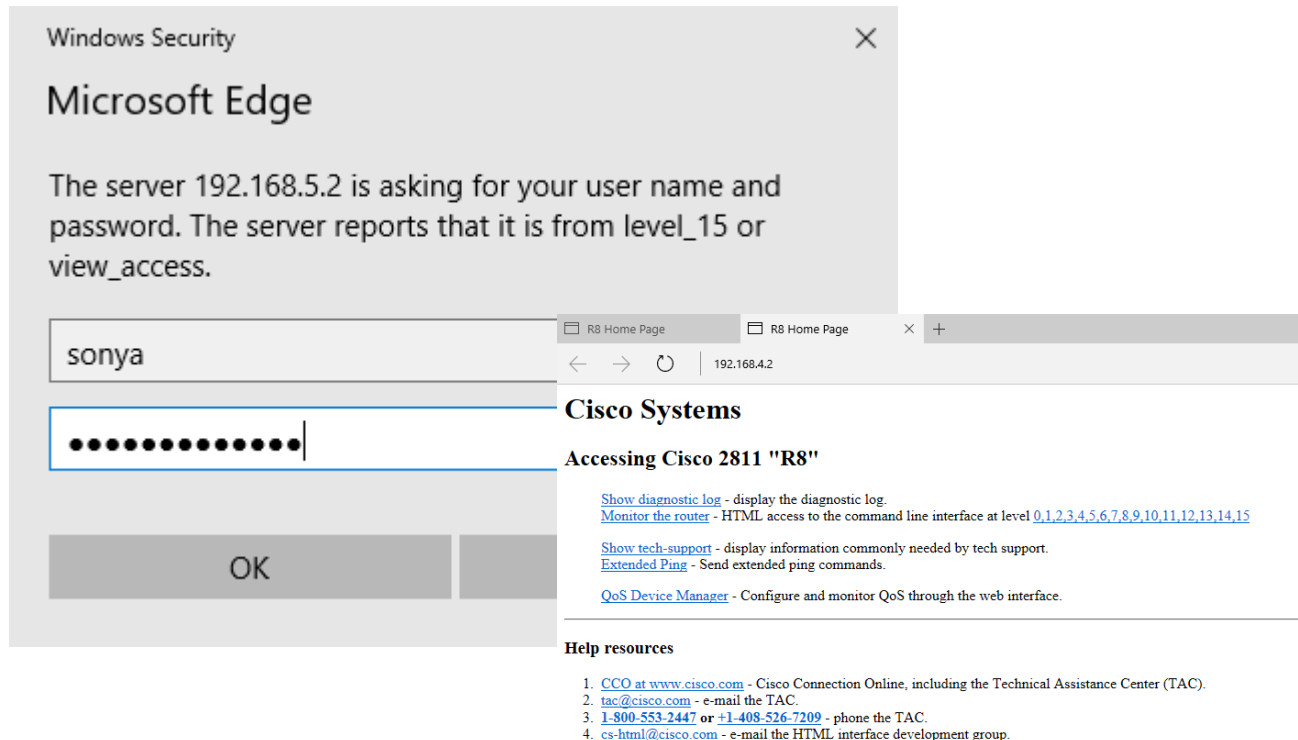 Windows Security
Microsoft Edge
The server 192.168.5.2 is asking for your user name and
password. The server reports that it is from level_15 or
view_access.
sonya
OK
R8 Home Page
R8 Home Page
192.168.4.2
Cisco Systems
Accessing Cisco 2811 "R8"
Show diagnostic log - display the diagnostic log.
Monitor the router - HTML access to the command line interface at level 0,1,2,3,4,5,6,7,8,9,10,11,12,13,14,15
Show tech-support - display information commonly needed by tech support.
Extended Ping - Send extended ping commands.
QoS Device Manager - Configure and monitor QoS through the web interface.
Help resources
1. CCO at www.cisco.com - Cisco Connection Online, including the Technical Assistance Center (TAC).
2. tac@cisco.com - e-mail the TAC.
3. 1-800-553-2447 or +1-408-526-7209 - phone the TAC.
4. cs-html@cisco.com - e-mail the HTML interface development group.